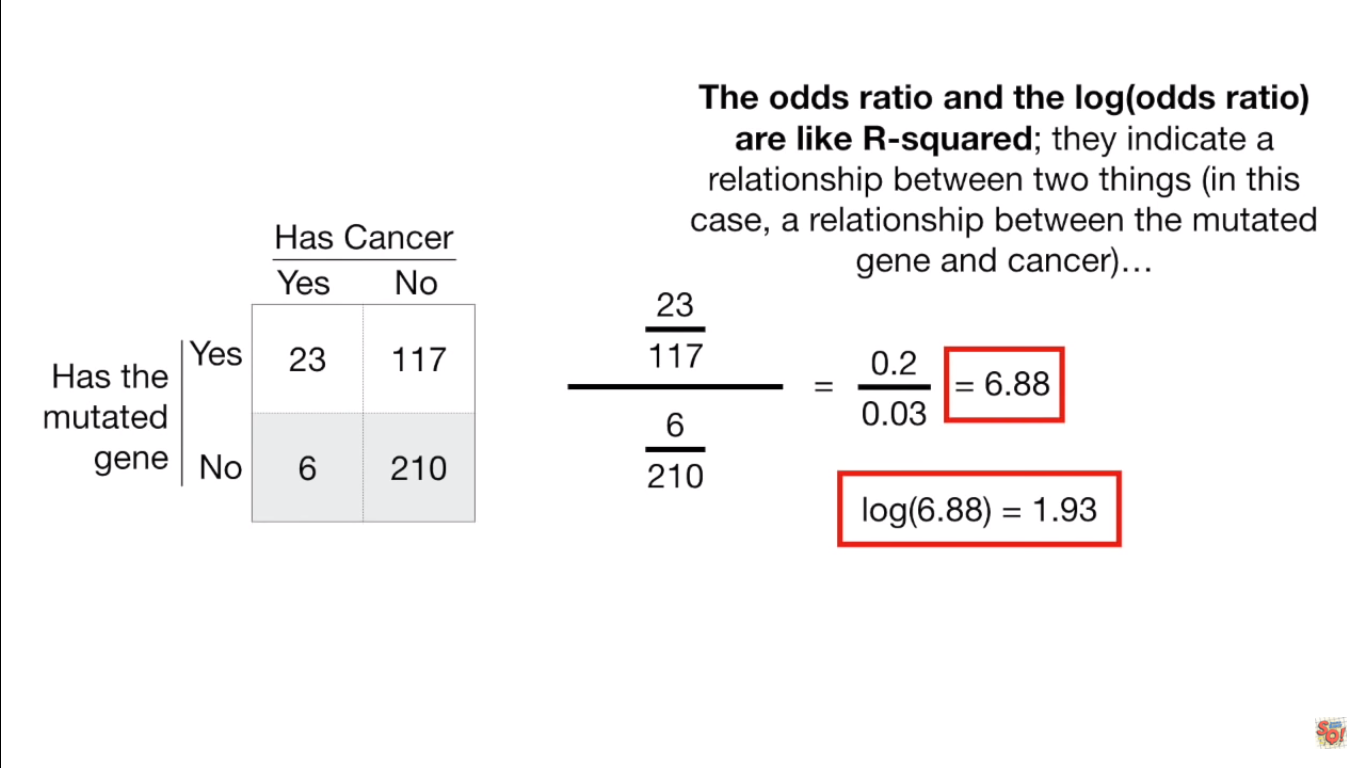 The odds ratio and the log(odds ratio)
are like R-squared; they indicate a
relationship between two things (in this
case, a relationship between the mutated
gene and cancer)…
Has Cancer
Yes No
Has the
mutated
gene
Yes 23 117
No 6 210
23
117
6
210
=
0.2
0.03
= 6.88
log(6.88) = 1.93
SQ!